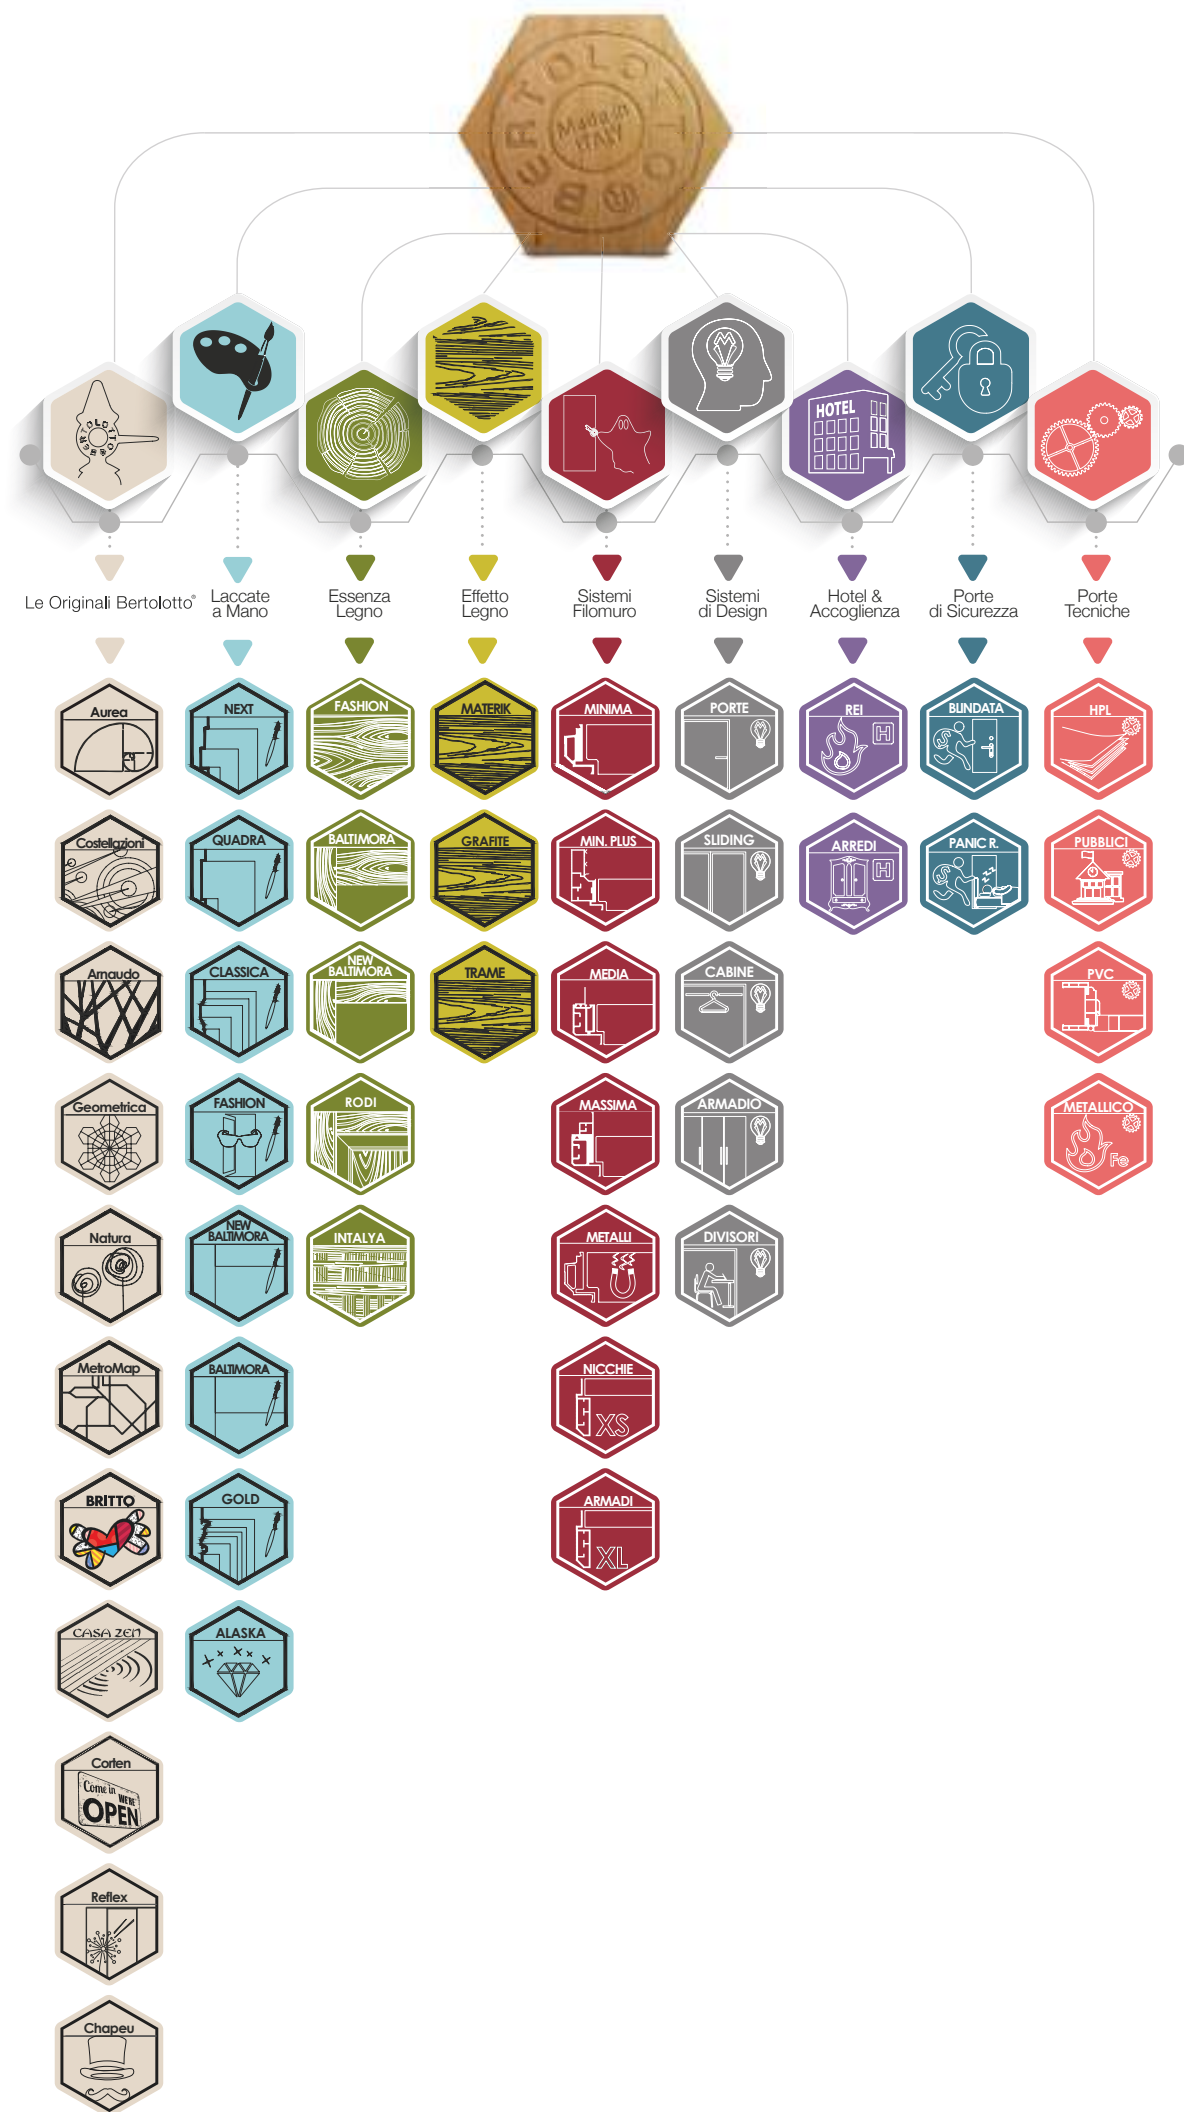 BERTOLOTTO®
Made in
ITALY
BERTOLOTTO®
HOTEL
Le Originali Bertolotto®
Laccate
a Mano
Essenza
Legno
Effetto
Legno
Sistemi
Filomuro
Sistemi
di Design
Hotel &
Accoglienza
Porte
di Sicurezza
Porte
Tecniche
Aurea
NEXT
FASHION
MATERIK
MINIMA
PORTE
REI
H
BLINDATA
$
HPL
Costellazioni
QUADRA
BALTIMORA
GRAFITE
MIN. PLUS
SLIDING
ARREDI
H
PANIC R.
$
zzz
PUBBLICI
Arnaudo
CLASSICA
NEW
BALTIMORA
TRAME
MEDIA
CABINE
PVC
Geometrica
FASHION
RODI
MASSIMA
ARMADIO
METALLICO
Fe
Natura
NEW
BALTIMORA
INTALYA
METALLI
DIVISORI
MetroMap
BALTIMORA
NICCHIE
XS
BRITTO
GOLD
ARMADI
XL
CASA ZEN
ALASKA
Corten
Come in
WE'RE
OPEN
Reflex
Chapeu